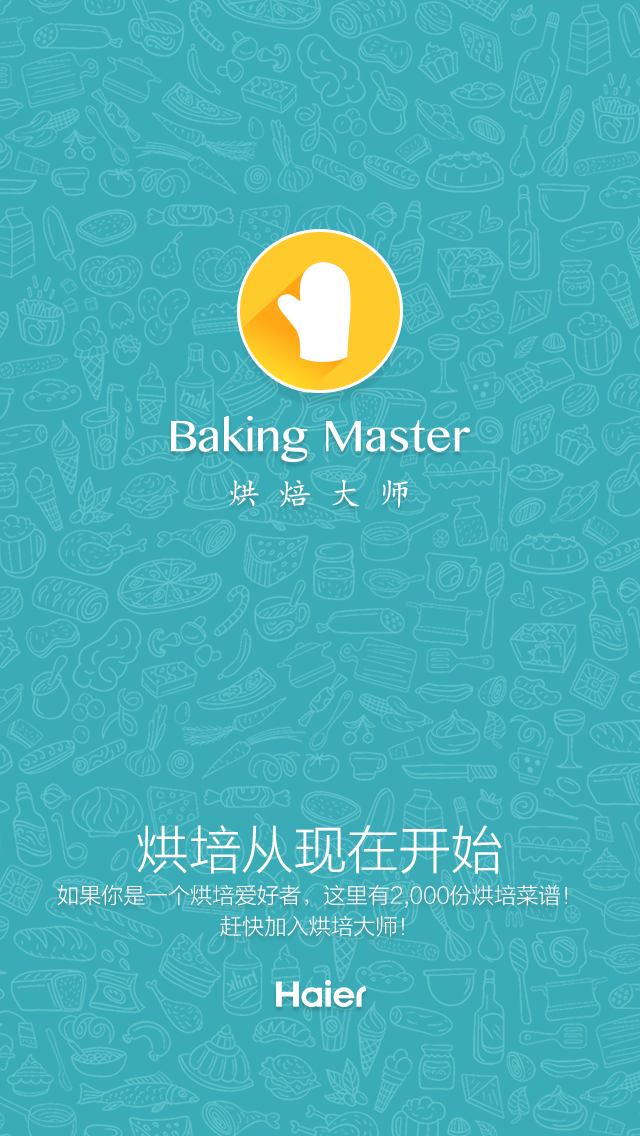 Baking Master
烘焙大师
milk
烘培从现在开始
如果你是一个烘培爱好者，这里有2,000份烘培菜谱！
赶快加入烘培大师！
milk
Haier